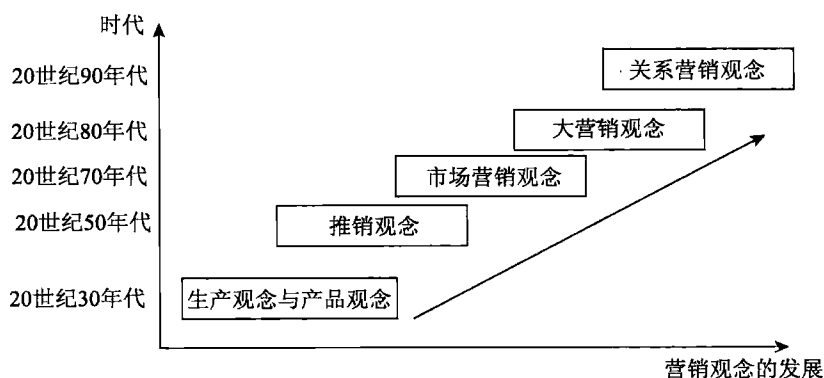 时代
20世纪90年代 关系营销观念
20世纪80年代 大营销观念
20世纪70年代 市场营销观念
20世纪50年代 推销观念
20世纪30年代 生产观念与产品观念
营销观念的发展